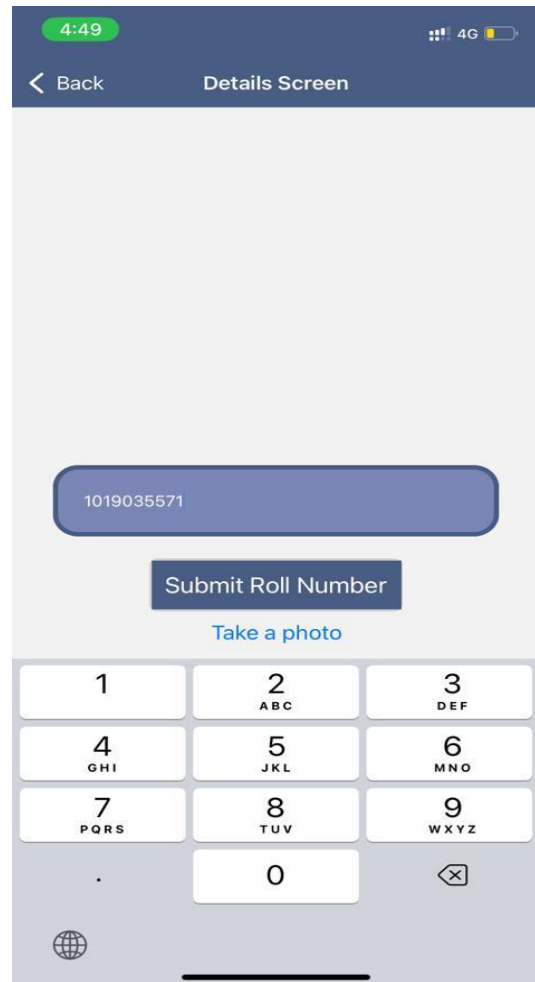 4:49 4G
Back Details Screen
1019035571
Submit Roll Number
Take a photo
1 2 3
ABC DEF
4 5 6
GHI JKL MNO
7 8 9
PQRS TUV WXYZ
. 0